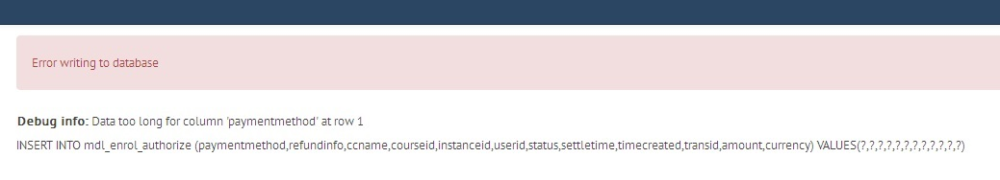 Error writing to database
Debug info: Data too long for column 'paymentmethod' at row 1
INSERT INTO mdl_enrol_authorize (paymentmethod,refundinfo,ccname,courseid,instanceid,userid,status,settletime,timecreated,transid,amount,currency) VALUES(?,?,?,?,?,?,?,?,?,?,?,?)